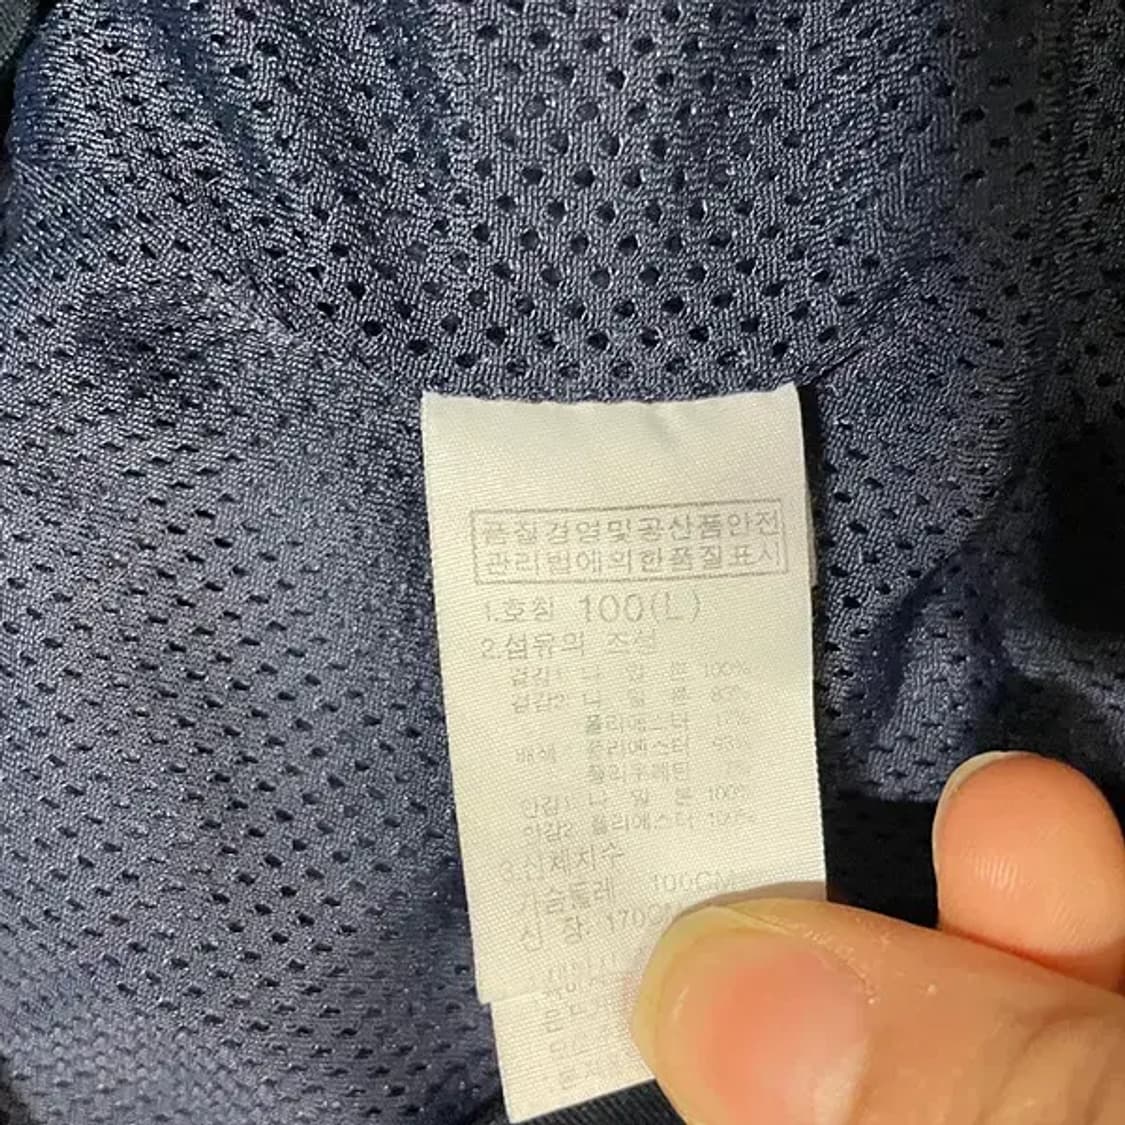 품질경영및공산품안전
관리법에의한품질표시
1.호칭 100(L)
2.섬유의 조성
겉감1 나 일 론 100%
겉감2 나 일 론 83%
폴리에스터 17%
배색 폴리에스터 93%
폴리우레탄
안감1 나 일 론 100%
안감2 폴리에스터 100%
3.신체치수
가슴둘레 100CM
신 장 170CM